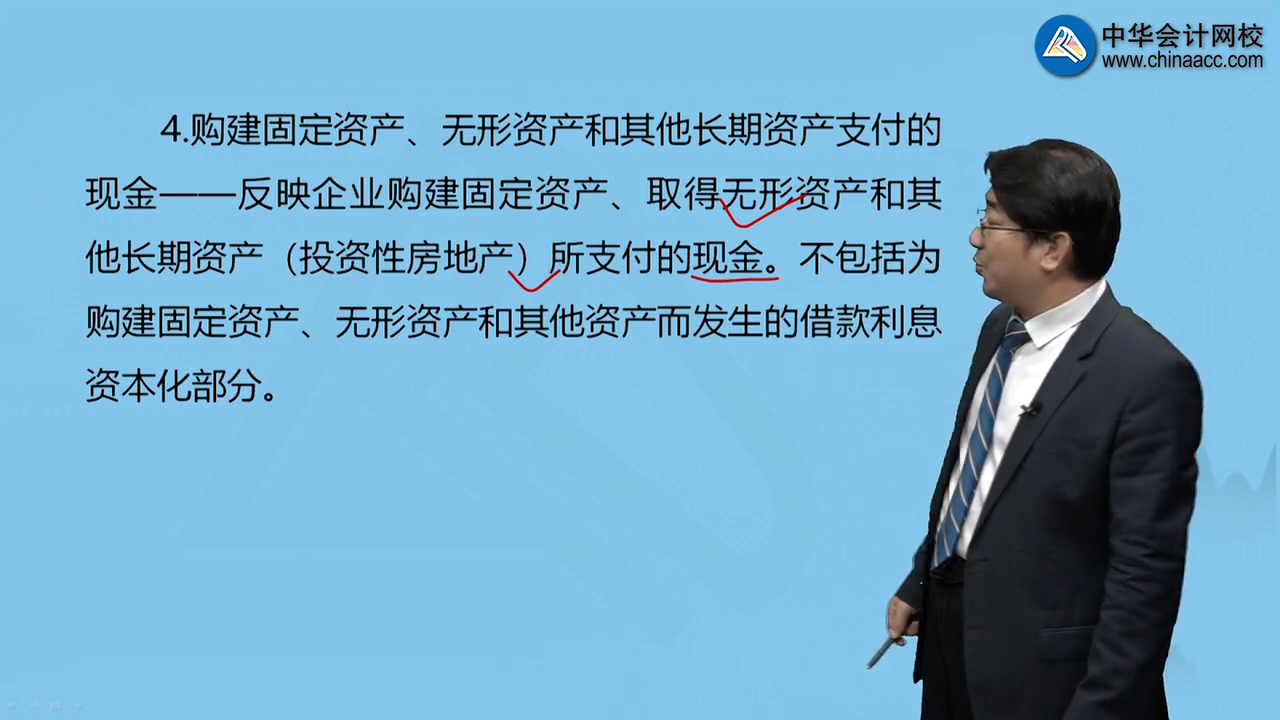 中华会计网校
www.chinaacc.com
4.购建固定资产、无形资产和其他长期资产支付的
现金——反映企业购建固定资产、取得无形资产和其
他长期资产（投资性房地产）所支付的现金。不包括为
购建固定资产、无形资产和其他资产而发生的借款利息
资本化部分。